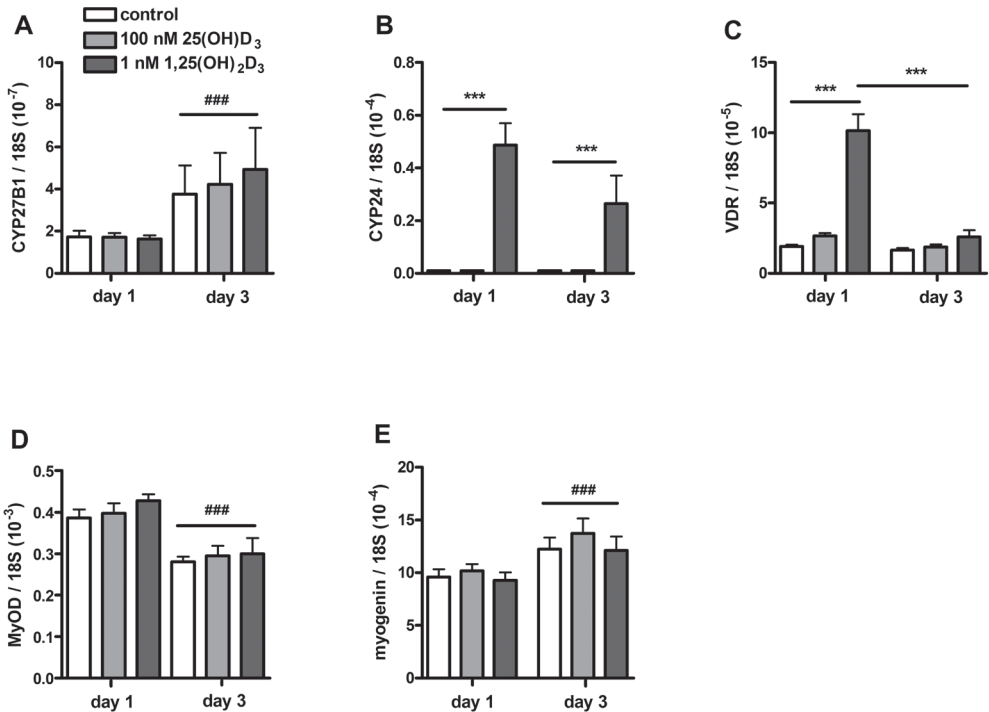 A
control
100 nM 25(OH)D3
1 nM 1,25(OH)2D3
CYP27B1 / 18S (10-7)
10
8
6
4
2
0
###
day 1
day 3
B
CYP24 / 18S (10-4)
0.8
0.6
0.4
0.2
0.0
***
***
day 1
day 3
C
VDR / 18S (10-5)
15
10
5
0
***
***
day 1
day 3
D
MyOD / 18S (10-3)
0.5
0.4
0.3
0.2
0.1
0.0
###
day 1
day 3
E
myogenin / 18S (10-4)
20
15
10
5
0
###
day 1
day 3